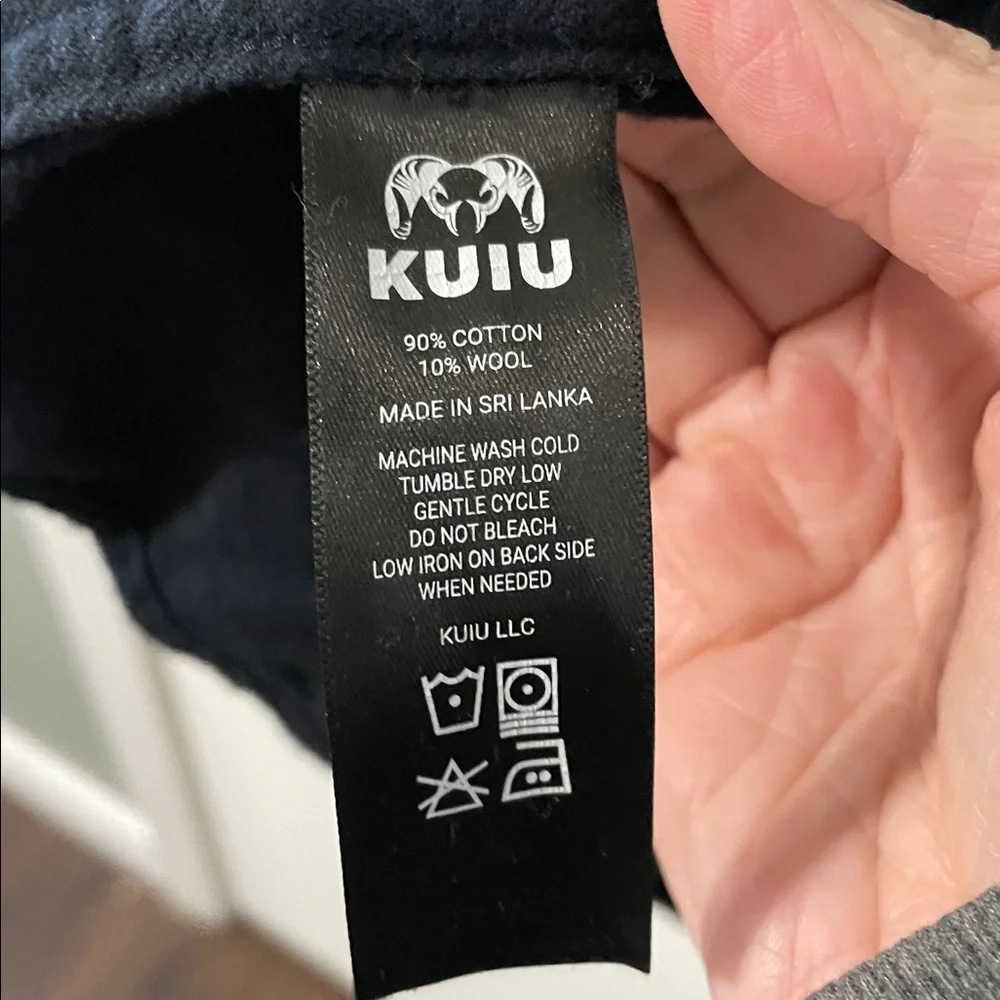 KUIU
90% COTTON
10% WOOL
MADE IN SRI LANKA
MACHINE WASH COLD
TUMBLE DRY LOW
GENTLE CYCLE
DO NOT BLEACH
LOW IRON ON BACK SIDE
WHEN NEEDED
KUIU LLC